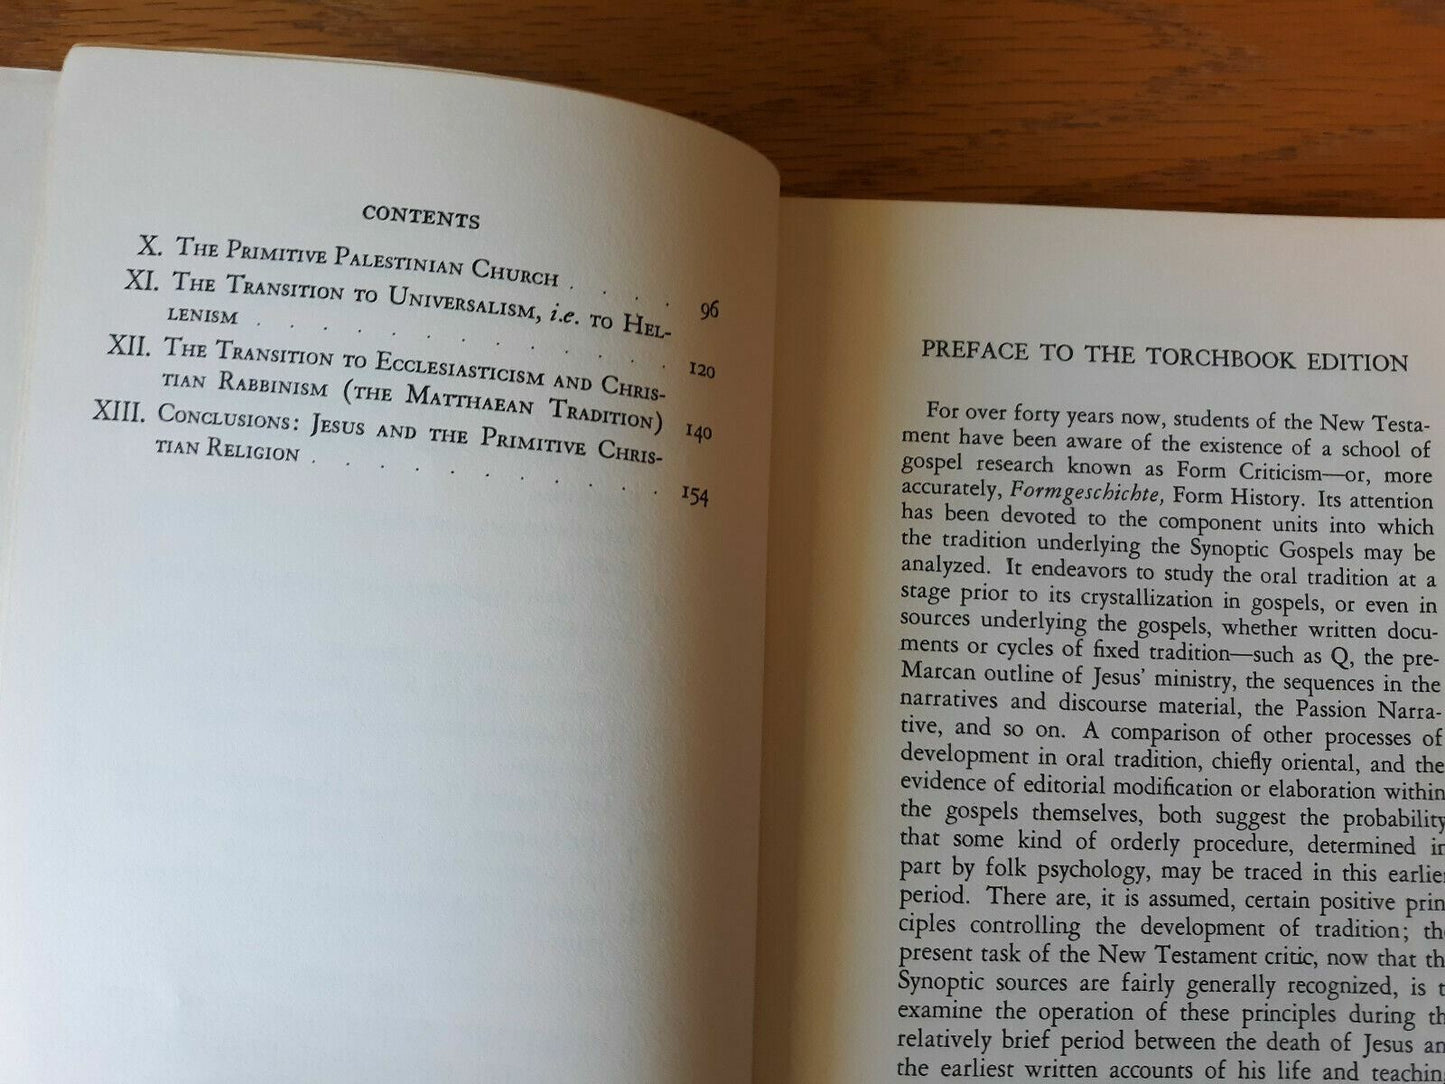 CONTENTS
X. The Primitive Palestinian Church . . . . 96
XI. The Transition to Universalism, i.e. to Hel-
lenism . . . . . . . . . . . . . 120
XII. The Transition to Ecclesiasticism and Chris-
tian Rabbinism (the Matthaean Tradition) 140
XIII. Conclusions: Jesus and the Primitive Chris-
tian Religion . . . . . . . . . . . 154
PREFACE TO THE TORCHBOOK EDITION
For over forty years now, students of the New Testa-
ment have been aware of the existence of a school of
gospel research known as Form Criticism—or, more
accurately, Formgeschichte, Form History. Its attention
has been devoted to the component units into which
the tradition underlying the Synoptic Gospels may be
analyzed. It endeavors to study the oral tradition at a
stage prior to its crystallization in gospels, or even in
sources underlying the gospels, whether written docu-
ments or cycles of fixed tradition—such as Q, the pre-
Marcan outline of Jesus' ministry, the sequences in the
narratives and discourse material, the Passion Narra-
tive, and so on. A comparison of other processes of
development in oral tradition, chiefly oriental, and the
evidence of editorial modification or elaboration within
the gospels themselves, both suggest the probability
that some kind of orderly procedure, determined in
part by folk psychology, may be traced in this earlier
period. There are, it is assumed, certain positive prin
ciples controlling the development of tradition; the
present task of the New Testament critic, now that th
Synoptic sources are fairly generally recognized, is t
examine the operation of these principles during th
relatively brief period between the death of Jesus an
the earliest written accounts of his life and teaching